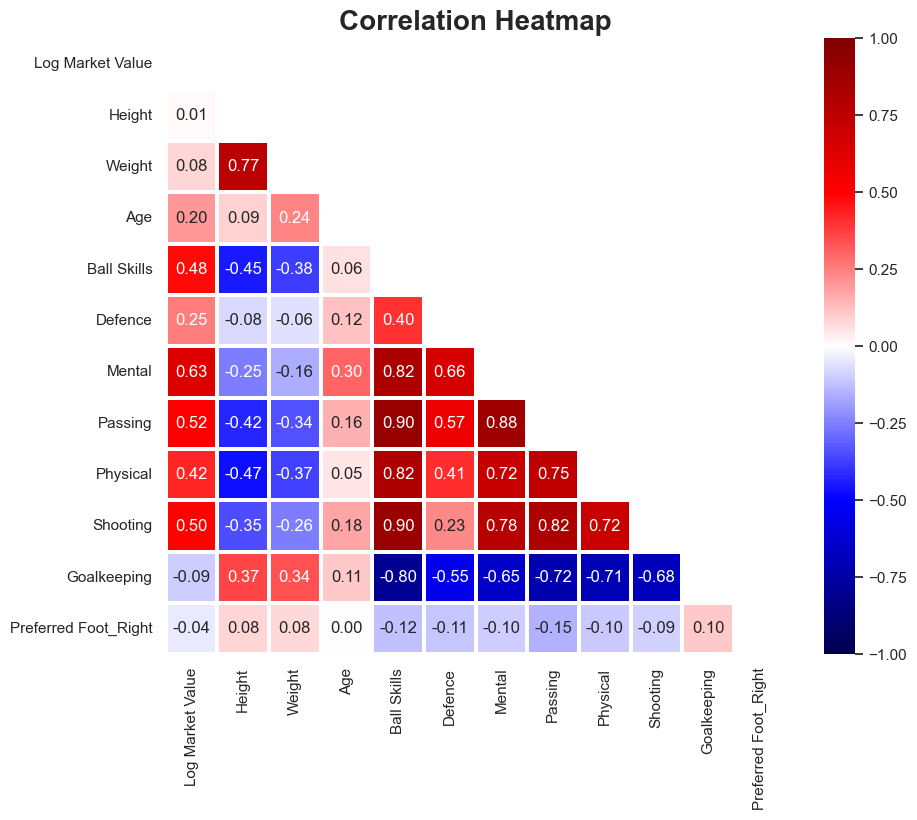 Correlation Heatmap
Log Market Value
Height 0.01
Weight 0.08 0.77
Age 0.20 0.09 0.24
Ball Skills 0.48 -0.45 -0.38 0.06
Defence 0.25 -0.08 -0.06 0.12 0.40
Mental 0.63 -0.25 -0.16 0.30 0.82 0.66
Passing 0.52 -0.42 -0.34 0.16 0.90 0.57 0.88
Physical 0.42 -0.47 -0.37 0.05 0.82 0.41 0.72 0.75
Shooting 0.50 -0.35 -0.26 0.18 0.90 0.23 0.78 0.82 0.72
Goalkeeping -0.09 0.37 0.34 0.11 -0.80 -0.55 -0.65 -0.72 -0.71 -0.68
Preferred Foot_Right -0.04 0.08 0.08 0.00 -0.12 -0.11 -0.10 -0.15 -0.10 -0.09 0.10
Log Market Value
Height
Weight
Age
Ball Skills
Defence
Mental
Passing
Physical
Shooting
Goalkeeping
Preferred Foot_Right
1.00
0.75
0.50
0.25
0.00
−0.25
−0.50
−0.75
−1.00